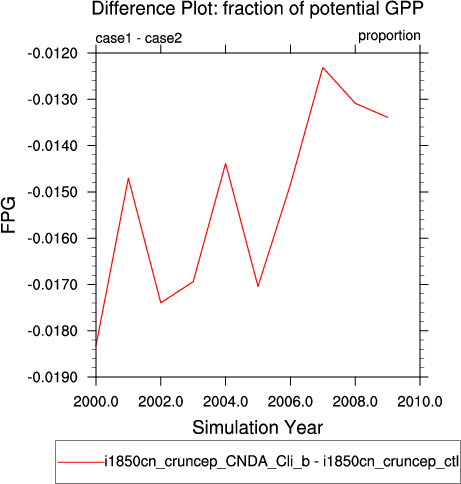 Difference Plot: fraction of potential GPP
case1 - case2
proportion
-0.0120
-0.0130
-0.0140
-0.0150
-0.0160
-0.0170
-0.0180
-0.0190
FPG
2000.0 2002.0 2004.0 2006.0 2008.0 2010.0
Simulation Year
i1850cn_cruncep_CNDA_Cli_b - i1850cn_cruncep_ctl